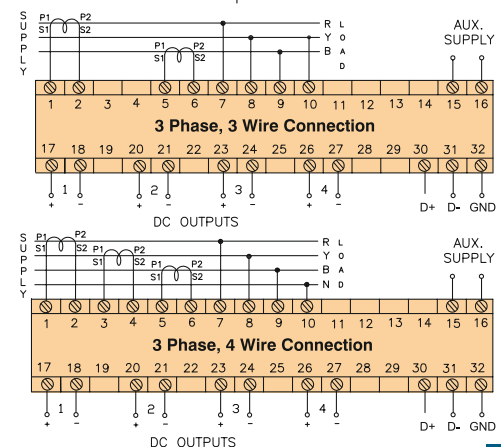 SUPPLY
P1 P2 R L
S1 S2 Y O
P1 P2 B A
S1 S2 D
AUX.
SUPPLY
1 2 3 4 5 6 7 8 9 10 11 12 13 14 15 16
3 Phase, 3 Wire Connection
17 18 19 20 21 22 23 24 26 27 28 29 30 31 32
1 2 3 4
+ - + - + - + - D+ D- GND
DC OUTPUTS
SUPPLY
P1 P2 R L
S1 S2 P1 P2 Y O
S1 S2 P1 P2 B A
S1 S2 N D
AUX.
SUPPLY
1 2 3 4 5 6 7 8 9 10 11 12 13 14 15 16
3 Phase, 4 Wire Connection
17 18 19 20 21 22 23 24 26 27 28 29 30 31 32
1 2 3 4
+ - + - + - + - D+ D- GND
DC OUTPUTS